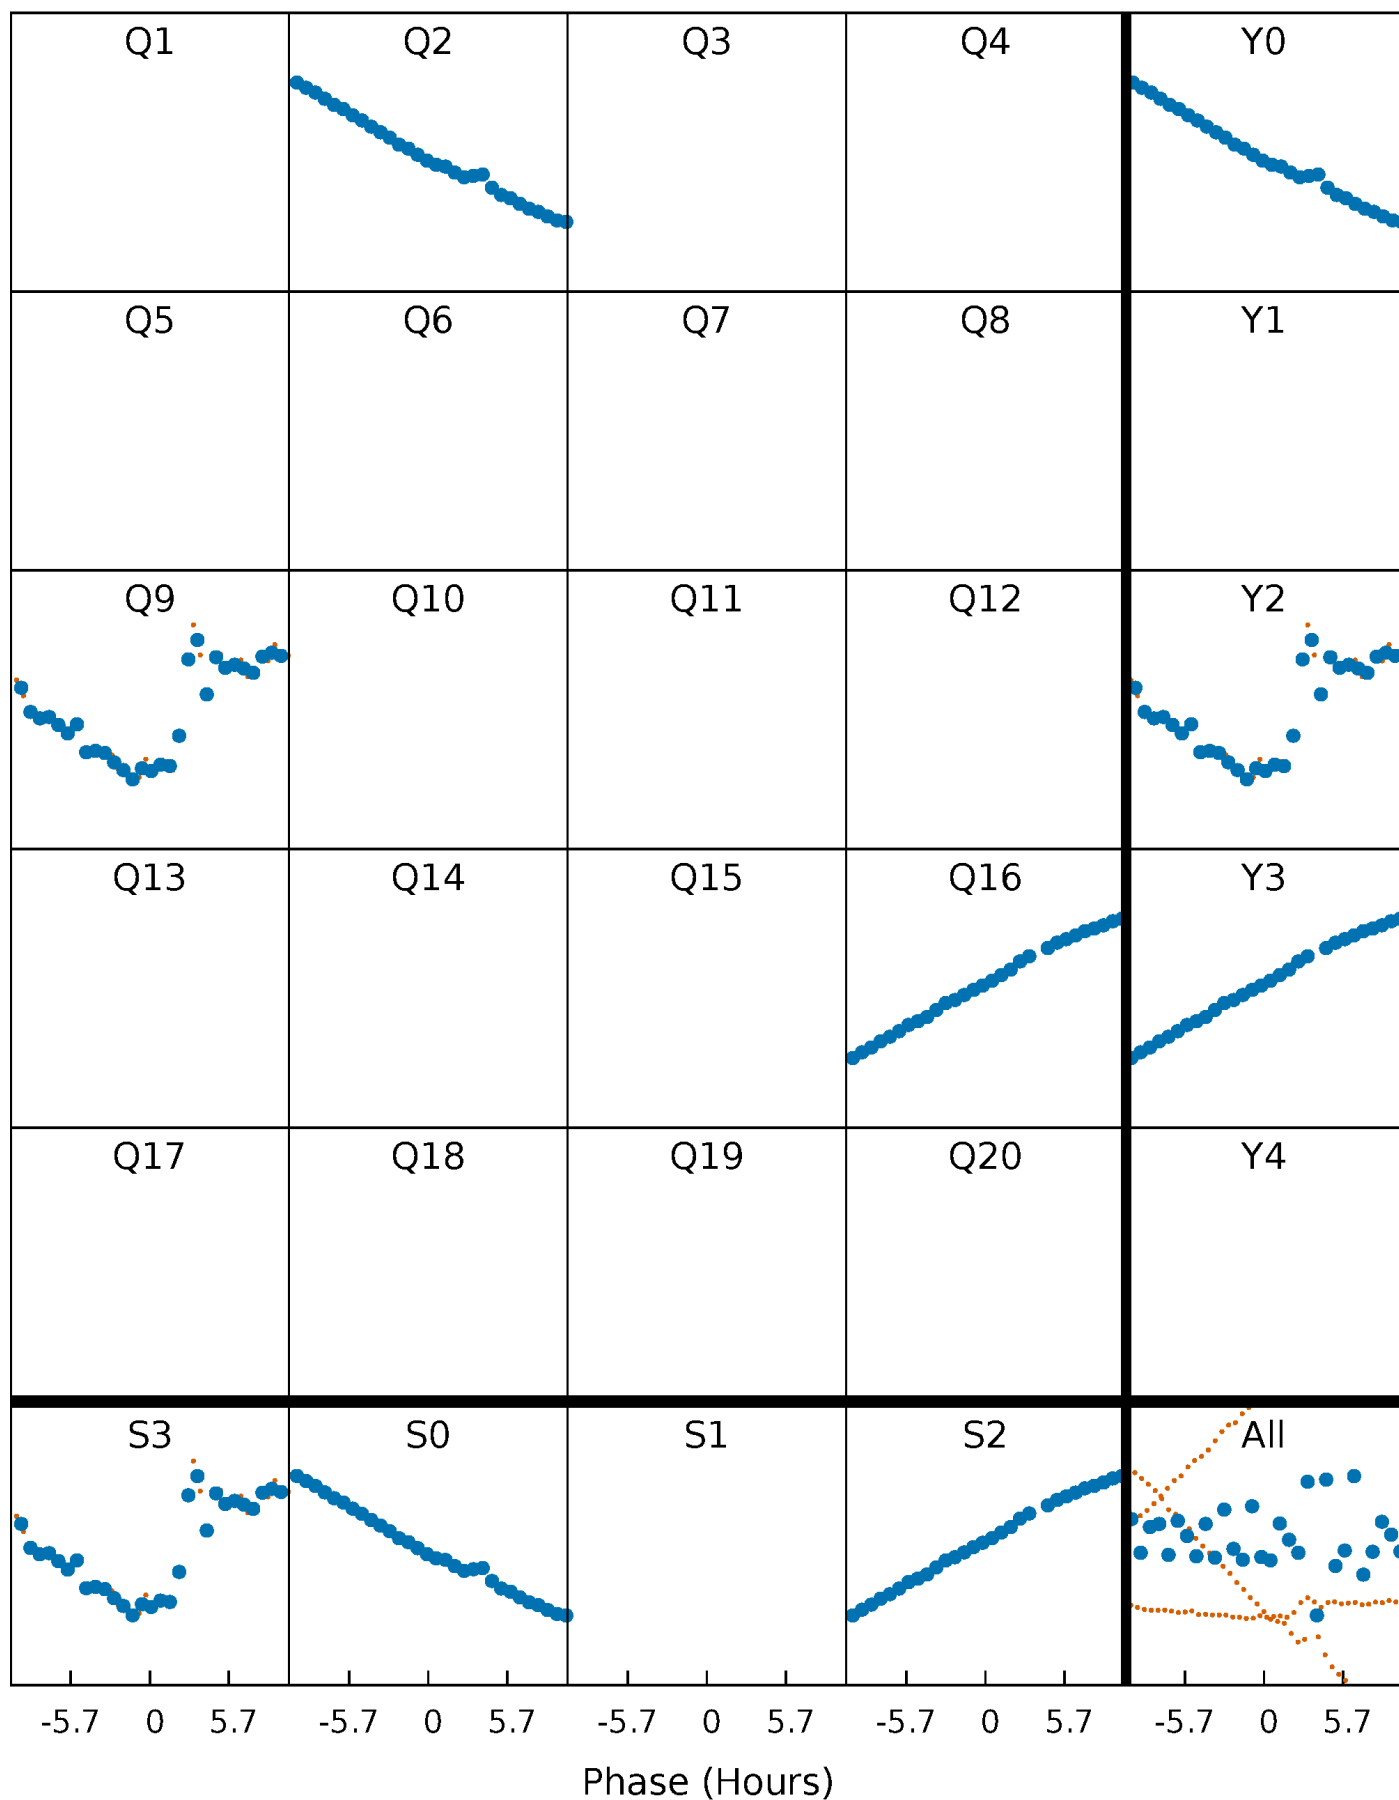 Q1 Q2 Q3 Q4 Y0
Q5 Q6 Q7 Q8 Y1
Q9 Q10 Q11 Q12 Y2
Q13 Q14 Q15 Q16 Y3
Q17 Q18 Q19 Q20 Y4
S3 S0 S1 S2 All
-5.7 0 5.7 -5.7 0 5.7 -5.7 0 5.7 -5.7 0 5.7 -5.7 0 5.7
Phase (Hours)